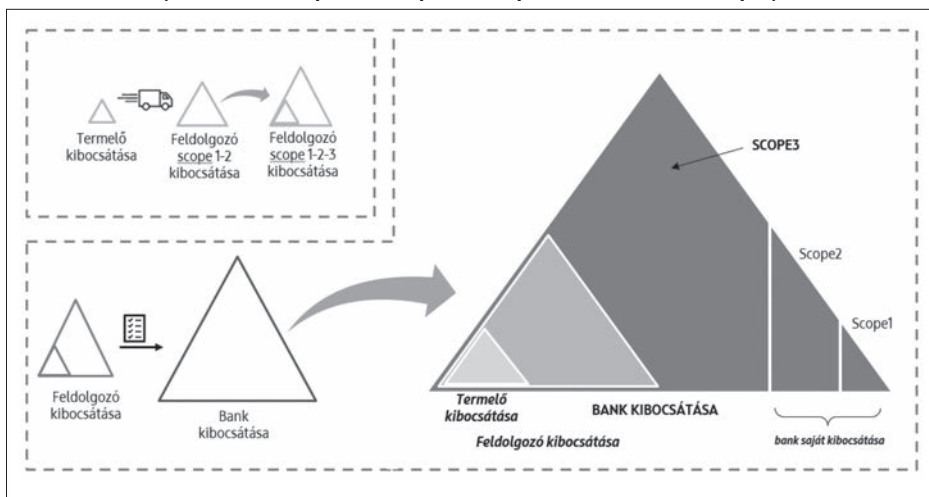 Termelő
kibocsátása
Feldolgozó
scope 1-2
kibocsátása
Feldolgozó
scope 1-2-3
kibocsátása
Feldolgozó
kibocsátása
Bank
kibocsátása
SCOPE3
Scope2
Scope1
Termelő
kibocsátása
BANK KIBOCSÁTÁSA
Feldolgozó kibocsátása
bank saját kibocsátása